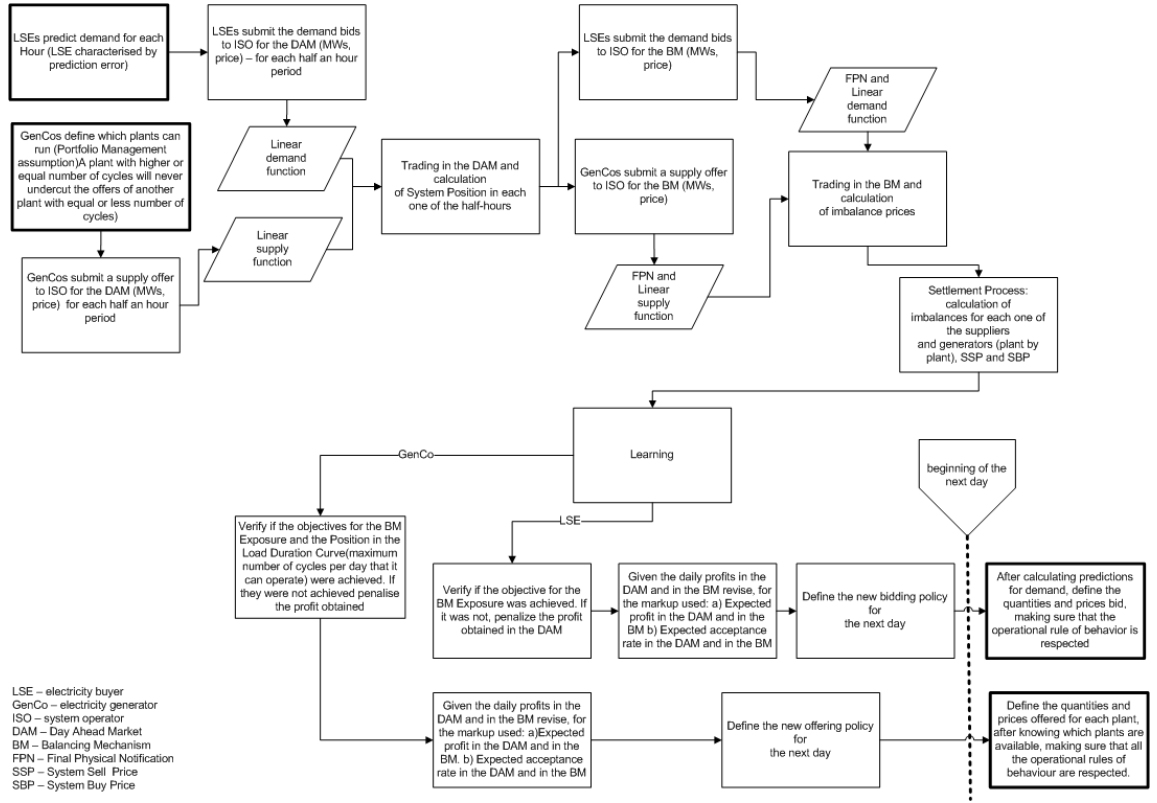 LSEs predict demand for each
Hour (LSE characterised by
prediction error)
LSEs submit the demand bids
to ISO for the DAM (MWs,
price) – for each half an hour
period
LSEs submit the demand bids
to ISO for the BM (MWs,
price)
FPN and
Linear
demand
function
GenCos define which plants can
run (Portfolio Management
assumption)A plant with higher or
equal number of cycles will never
undercut the offers of another
plant with equal or less number of
cycles)
Linear
demand
function
Trading in the DAM and
calculation
of System Position in each
one of the half-hours
GenCos submit a supply offer
to ISO for the BM (MWs,
price)
Trading in the BM and
calculation
of imbalance prices
Linear
supply
function
GenCos submit a supply offer
to ISO for the DAM (MWs,
price) for each half an hour
period
FPN and
Linear
supply
function
Settlement Process:
calculation of
imbalances for each one of
the suppliers
and generators (plant by
plant), SSP and SBP
Learning
GenCo
LSE
beginning of the
next day
Verify if the objectives for the BM
Exposure and the Position in the
Load Duration Curve(maximum
number of cycles per day that it
can operate) were achieved. If
they were not achieved penalise
the profit obtained
Verify if the objective for the
BM Exposure was achieved. If
it was not, penalize the profit
obtained in the DAM
Given the daily profits in the
DAM and in the BM revise, for
the markup used: a) Expected
profit in the DAM and in the
BM b) Expected acceptance
rate in the DAM and in the BM
Define the new bidding policy
for
the next day
After calculating predictions
for demand, define the
quantities and prices bid,
making sure that the
operational rule of behavior is
respected
LSE – electricity buyer
GenCo – electricity generator
ISO – system operator
DAM – Day Ahead Market
BM – Balancing Mechanism
FPN – Final Physical Notification
SSP – System Sell Price
SBP – System Buy Price
Given the daily profits in the
DAM and in the BM revise, for
the markup used: a)Expected
profit in the DAM and in the
BM. b) Expected acceptance
rate in the DAM and in the BM
Define the new offering policy
for
the next day
Define the quantities and
prices offered for each plant,
after knowing which plants are
available, making sure that all
the operational rules of
behaviour are respected.